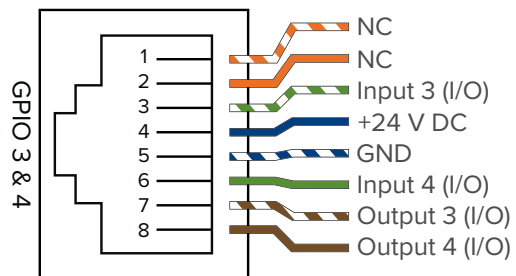 GPIO 3 & 4
1
2
3
4
5
6
7
8
NC
NC
Input 3 (I/O)
+24 V DC
GND
Input 4 (I/O)
Output 3 (I/O)
Output 4 (I/O)